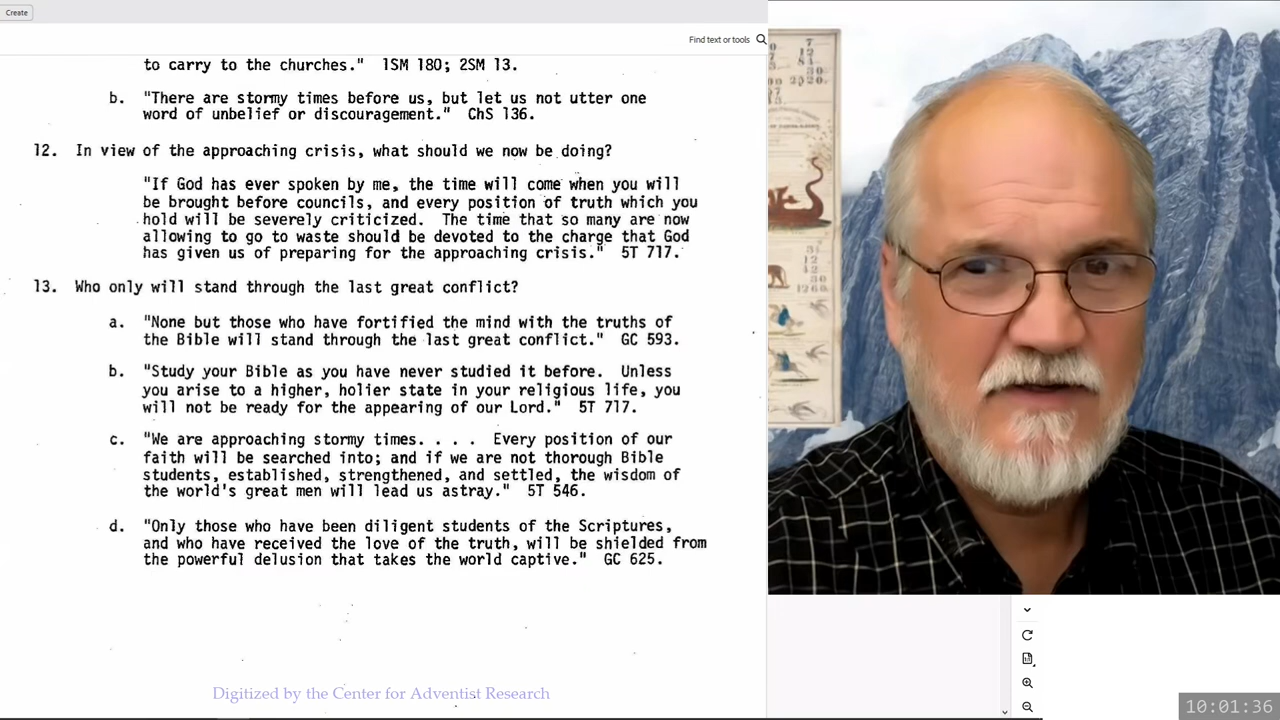 Create
Find text or tools
to carry to the churches." 1SM 180; 2SM 13.
b. "There are stormy times before us, but let us not utter one
word of unbelief or discouragement." ChS 136.
12. In view of the approaching crisis, what should we now be doing?
"If God has ever spoken by me, the time will come when you will
be brought before councils, and every position of truth which you
hold will be severely criticized. The time that so many are now
allowing to go to waste should be devoted to the charge that God
has given us of preparing for the approaching crisis." 5T 717.
13. Who only will stand through the last great conflict?
a. "None but those who have fortified the mind with the truths of
the Bible will stand through the last great conflict." GC 593.
b. "Study your Bible as you have never studied it before. Unless
you arise to a higher, holier state in your religious life, you
will not be ready for the appearing of our Lord." 5T 717.
c. "We are approaching stormy times. . . . Every position of our
faith will be searched into; and if we are not thorough Bible
students, established, strengthened, and settled, the wisdom of
the world's great men will lead us astray." 5T 546.
d. "Only those who have been diligent students of the Scriptures,
and who have received the love of the truth, will be shielded from
the powerful delusion that takes the world captive." GC 625.
Digitized by the Center for Adventist Research
7
1260
10:01:36